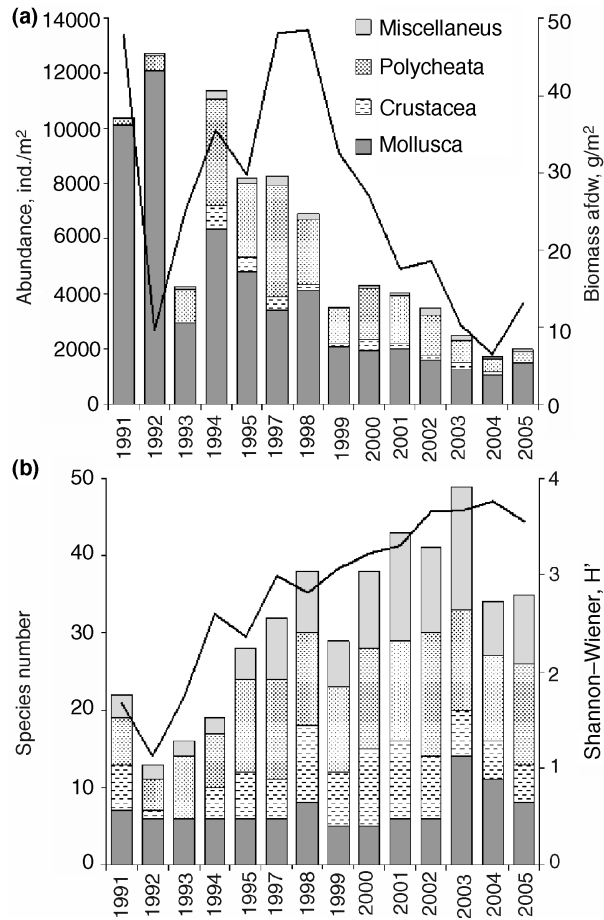 (a)
14000
12000
10000
8000
6000
4000
2000
0
Abundance, ind./m²
Miscellaneus
Polycheata
Crustacea
Mollusca
50
40
30
20
10
0
Biomass afdw, g/m²
1991 1992 1993 1994 1995 1997 1998 1999 2000 2001 2002 2003 2004 2005
(b)
50
40
30
20
10
0
Species number
4
3
2
1
0
Shannon–Wiener, H'
1991 1992 1993 1994 1995 1997 1998 1999 2000 2001 2002 2003 2004 2005